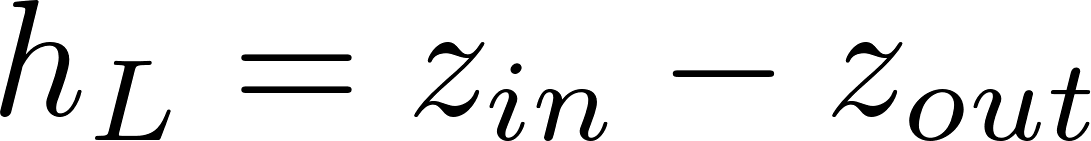 h_L = z_{in} - z_{out}